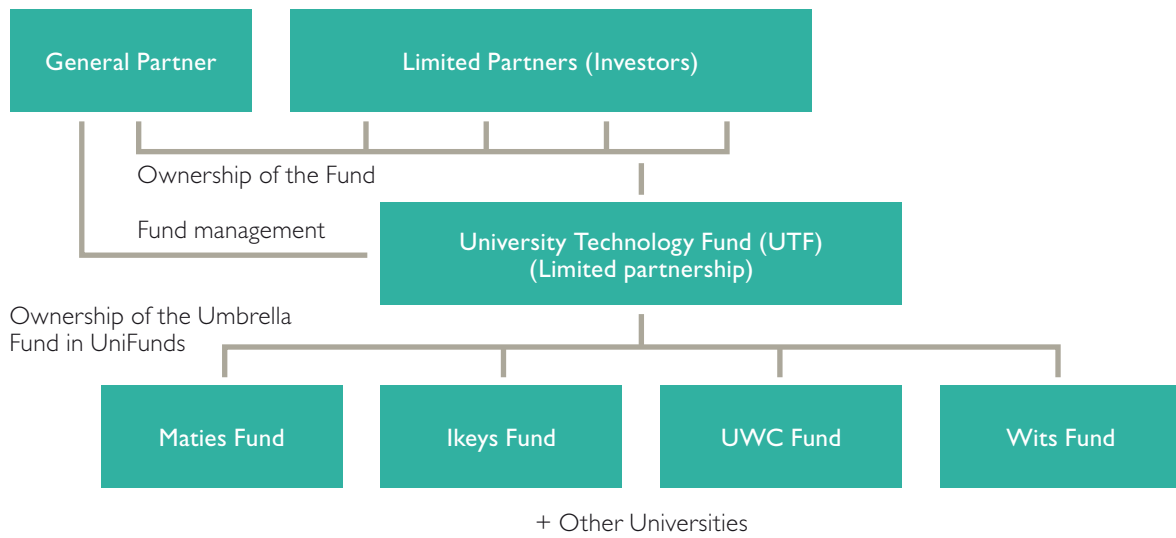 General Partner
Limited Partners (Investors)
Ownership of the Fund
Fund management
University Technology Fund (UTF)
(Limited partnership)
Ownership of the Umbrella
Fund in UniFunds
Maties Fund
Ikeys Fund
UWC Fund
Wits Fund
+ Other Universities